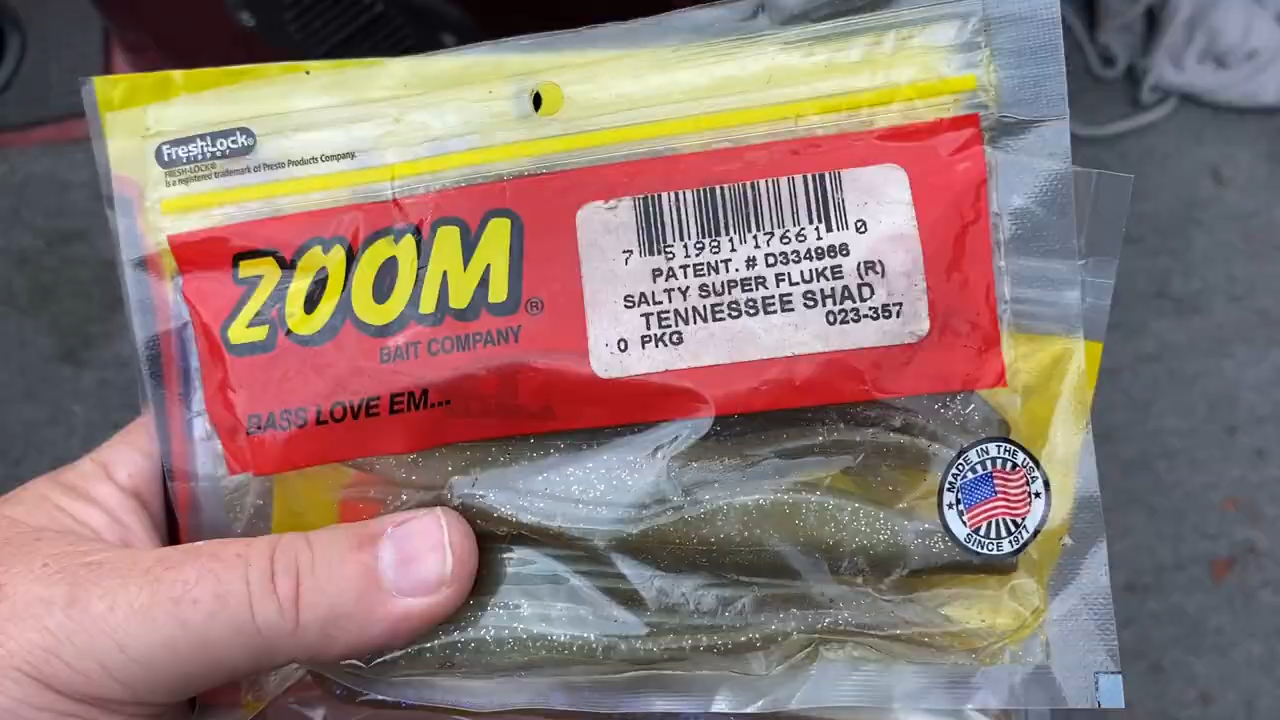 FreshLock®
ZIPPER
FRESH-LOCK®
is a registered trademark of Presto Products Company.
ZOOM®
BAIT COMPANY
BASS LOVE EM...
7 51981 17661 0
PATENT. # D334966
SALTY SUPER FLUKE (R)
TENNESSEE SHAD
023-357
0 PKG
MADE IN THE USA
SINCE 1977